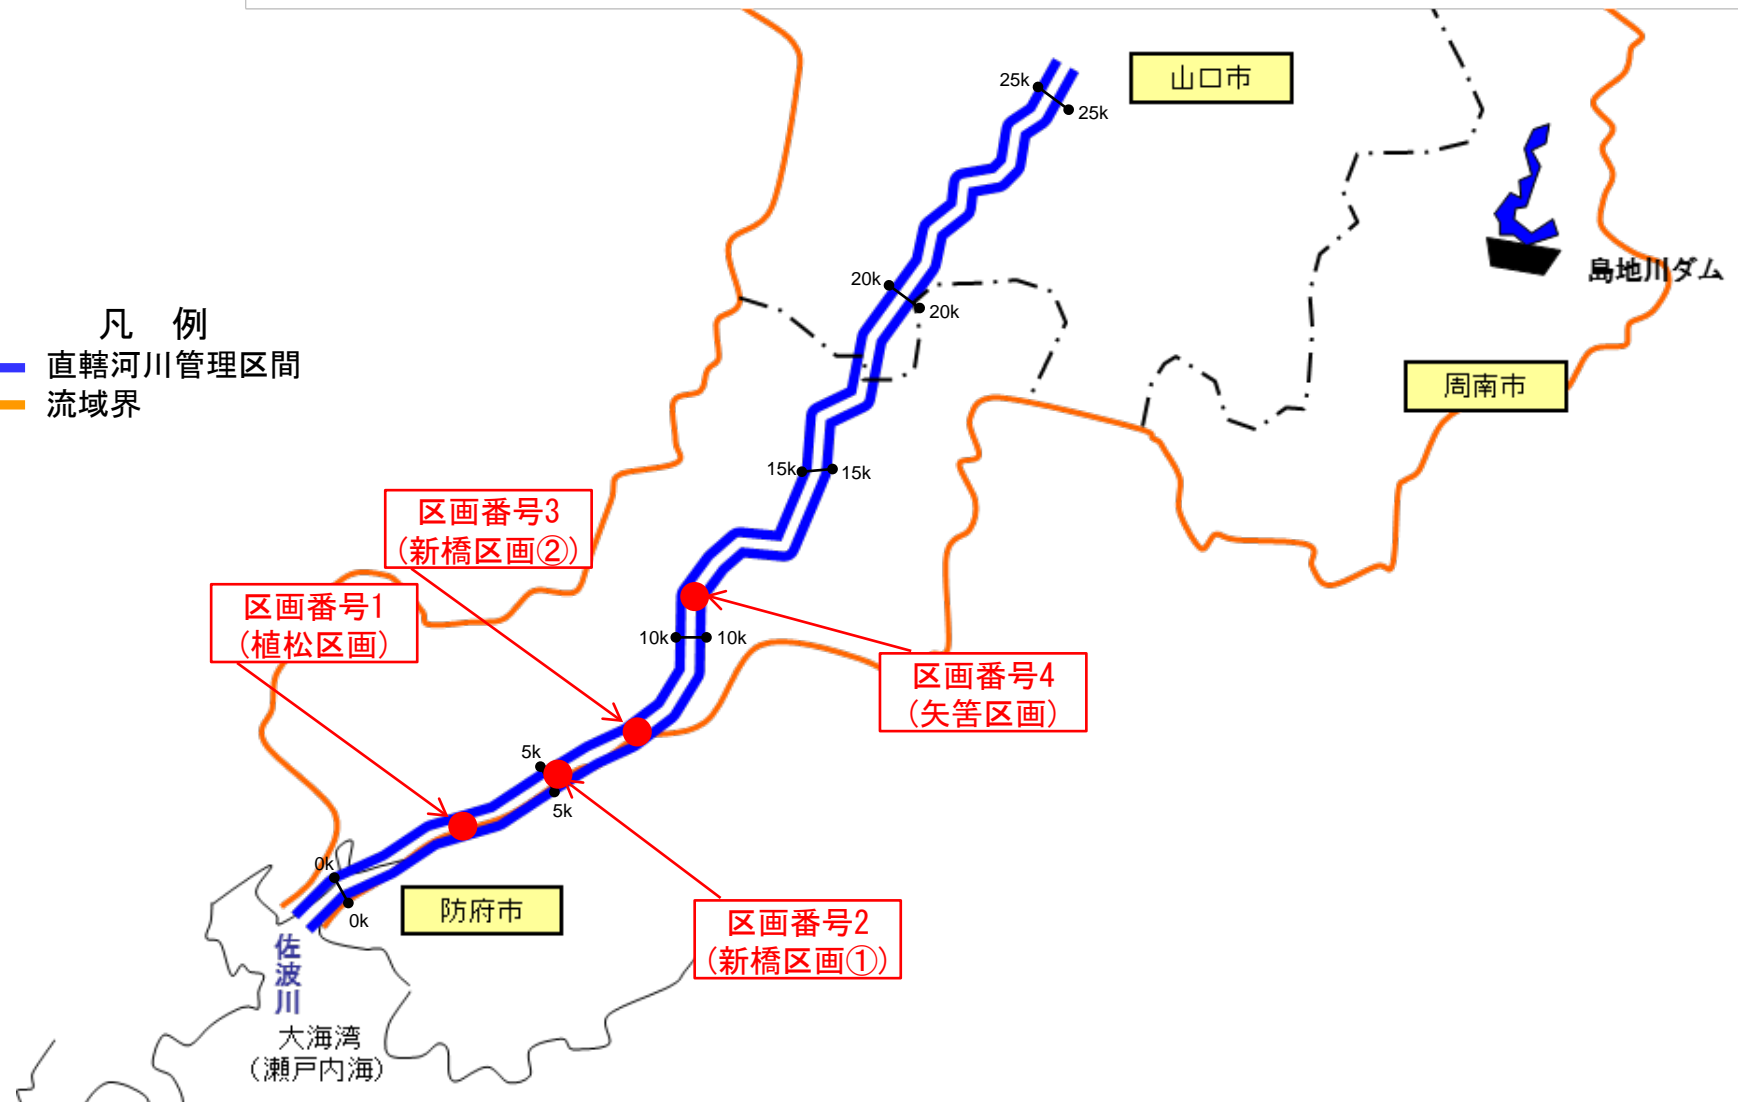 25k
25k
山口市
島地川ダム
20k
20k
凡　例
直轄河川管理区間
流域界
周南市
15k
15k
区画番号3
(新橋区画②)
区画番号1
(植松区画)
10k
10k
区画番号4
(矢筈区画)
5k
5k
0k
0k
防府市
区画番号2
(新橋区画①)
佐波川
大海湾
(瀬戸内海)